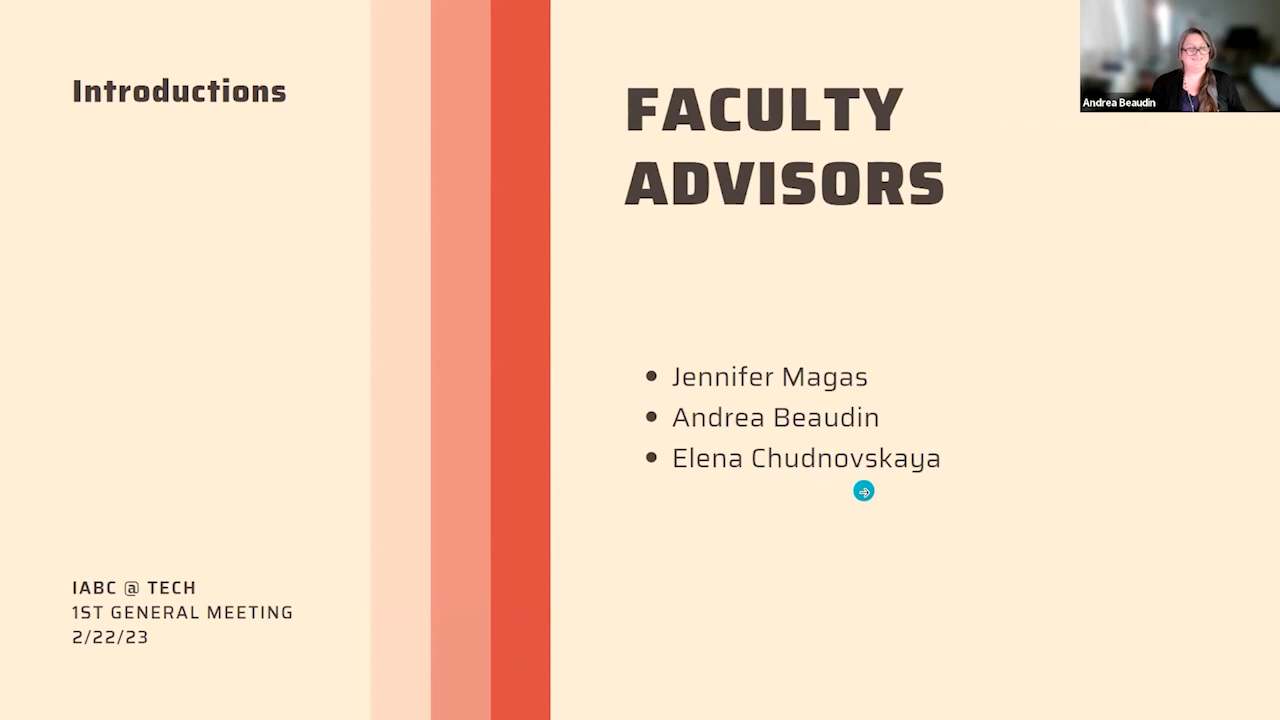 Introductions
FACULTY
ADVISORS
Andrea Beaudin
• Jennifer Magas
• Andrea Beaudin
• Elena Chudnovskaya
IABC @ TECH
1ST GENERAL MEETING
2/22/23